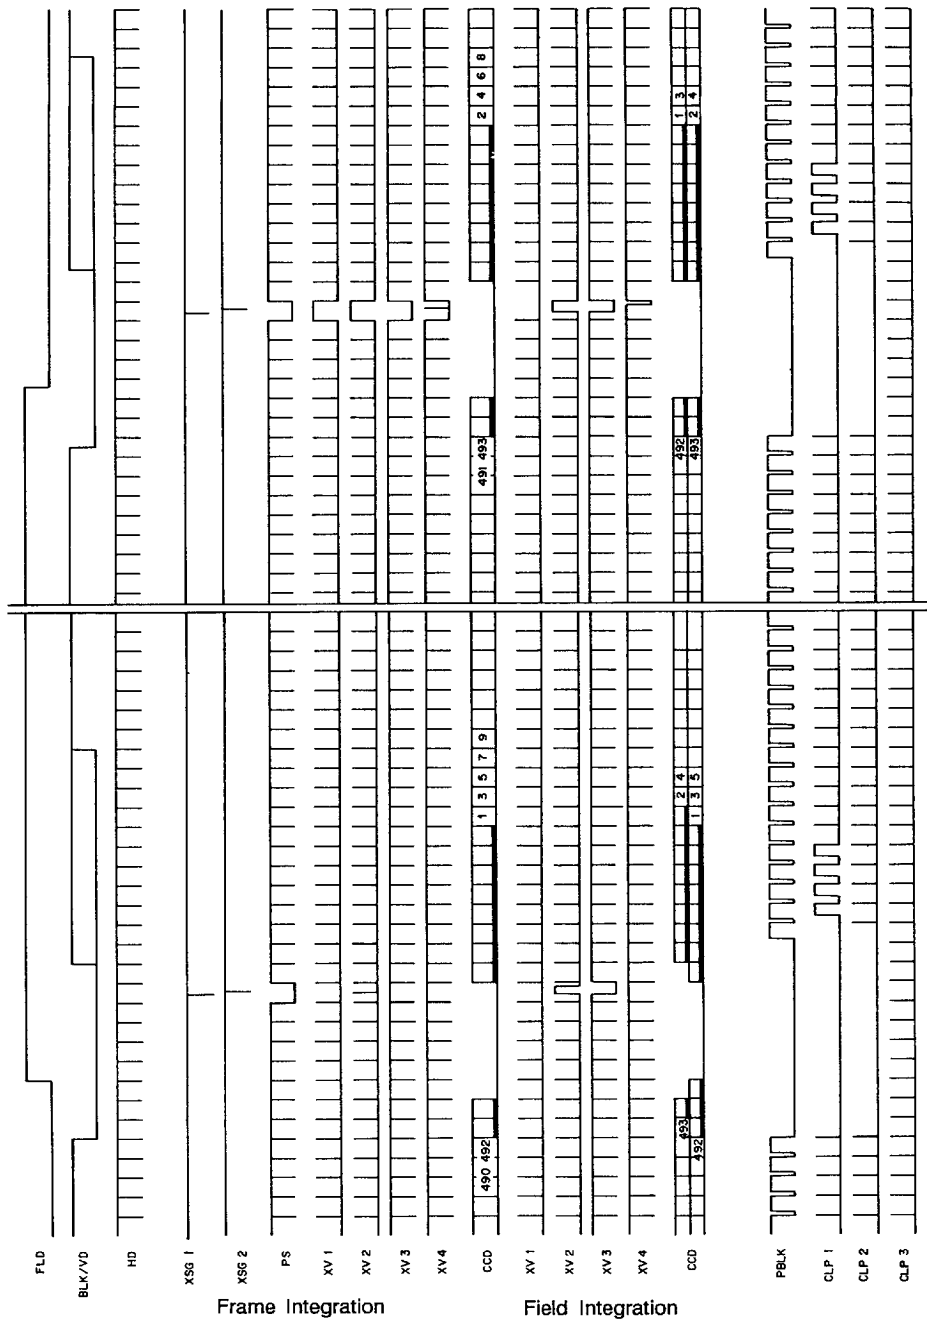 FLD
BLK/VD
HD
XSG 1
XSG 2
PS
XV 1
XV 2
XV 3
XV 4
CCD
490 492
1 3 5 7 9
491 493
2 4 6 8
XV 1
XV 2
XV 3
XV 4
CCD
493
2 4
492
1 3
492
1 3 5
493
2 4
PBLK
CLP 1
CLP 2
CLP 3
Frame Integration
Field Integration